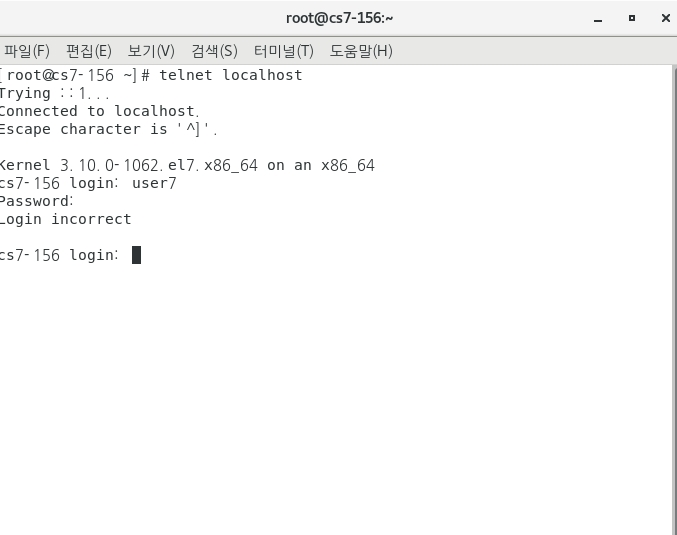 root@cs7-156:~
파일(F) 편집(E) 보기(V) 검색(S) 터미널(T) 도움말(H)
[root@cs7-156 ~]# telnet localhost
Trying ::1...
Connected to localhost.
Escape character is '^]'.
Kernel 3.10.0-1062.el7.x86_64 on an x86_64
cs7-156 login: user7
Password:
Login incorrect
cs7-156 login: